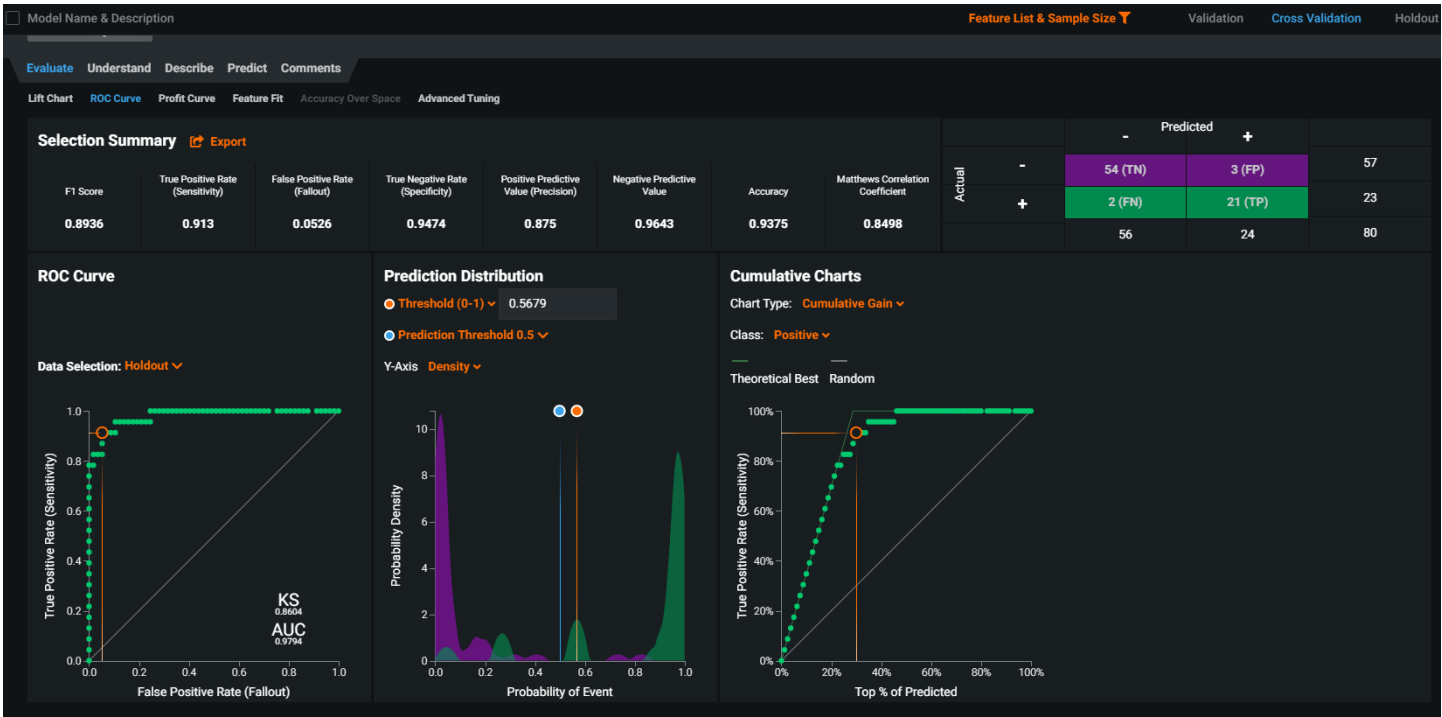 Model Name & Description
Feature List & Sample Size
Validation
Cross Validation
Holdout
Evaluate Understand Describe Predict Comments
Lift Chart ROC Curve Profit Curve Feature Fit Accuracy Over Space Advanced Tuning
Selection Summary Export
F1 Score
0.8936
True Positive Rate
(Sensitivity)
0.913
False Positive Rate
(Fallout)
0.0526
True Negative Rate
(Specificity)
0.9474
Positive Predictive
Value (Precision)
0.875
Negative Predictive
Value
0.9643
Accuracy
0.9375
Matthews Correlation
Coefficient
0.8498
Predicted
- +
Actual
- 54 (TN) 3 (FP) 57
+ 2 (FN) 21 (TP) 23
56 24 80
ROC Curve
Data Selection: Holdout
1.0
0.8
0.6
0.4
0.2
0.0
True Positive Rate (Sensitivity)
KS
0.8604
AUC
0.9794
0.0 0.2 0.4 0.6 0.8 1.0
False Positive Rate (Fallout)
Prediction Distribution
Threshold (0-1) 0.5679
Prediction Threshold 0.5
Y-Axis Density
10
8
6
4
2
0
Probability Density
0.0 0.2 0.4 0.6 0.8 1.0
Probability of Event
Cumulative Charts
Chart Type: Cumulative Gain
Class: Positive
Theoretical Best Random
100%
80%
60%
40%
20%
0%
True Positive Rate (Sensitivity)
0% 20% 40% 60% 80% 100%
Top % of Predicted